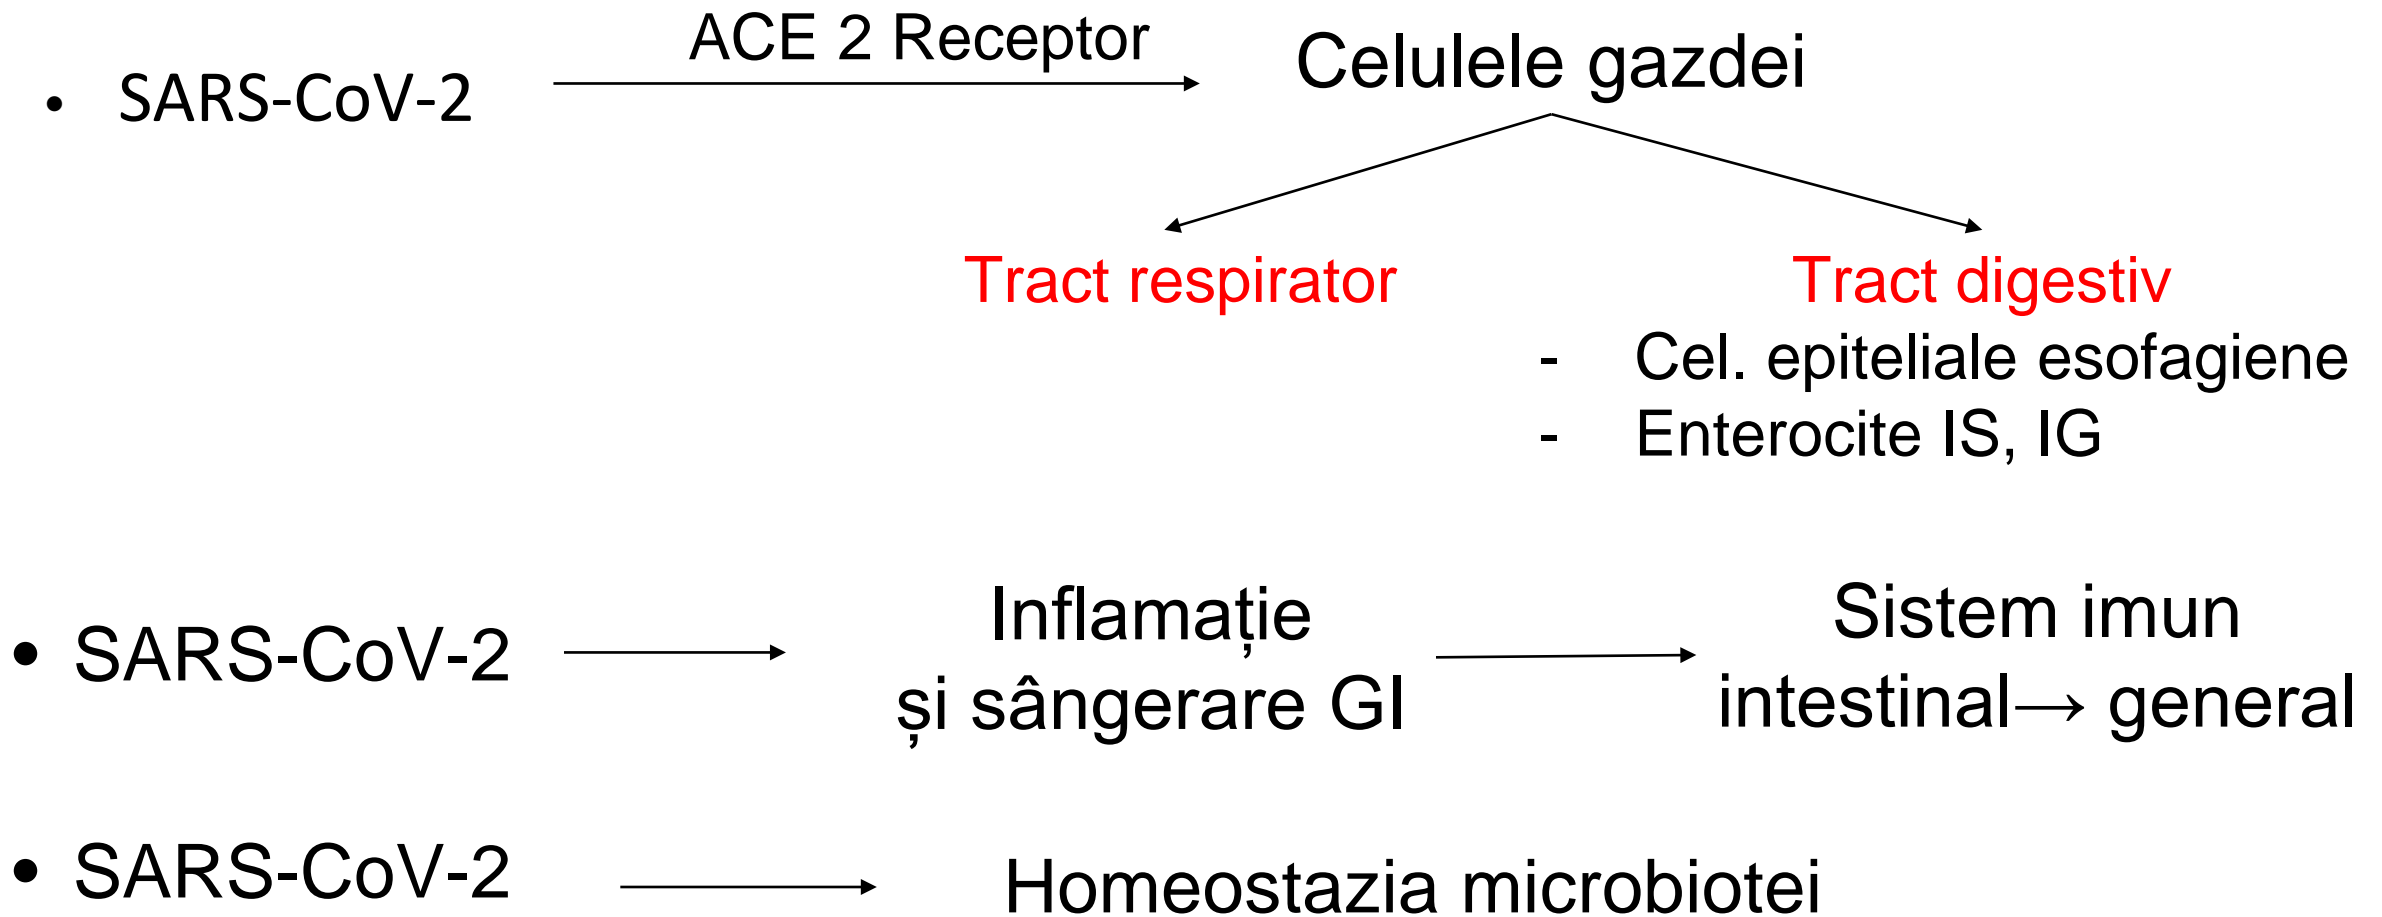 ACE 2 Receptor
• SARS-CoV-2
Celulele gazdei
Tract respirator
Tract digestiv
- Cel. epiteliale esofagiene
- Enterocite IS, IG
• SARS-CoV-2
Inflamație
și sângerare GI
Sistem imun
intestinal→ general
• SARS-CoV-2
Homeostazia microbiotei